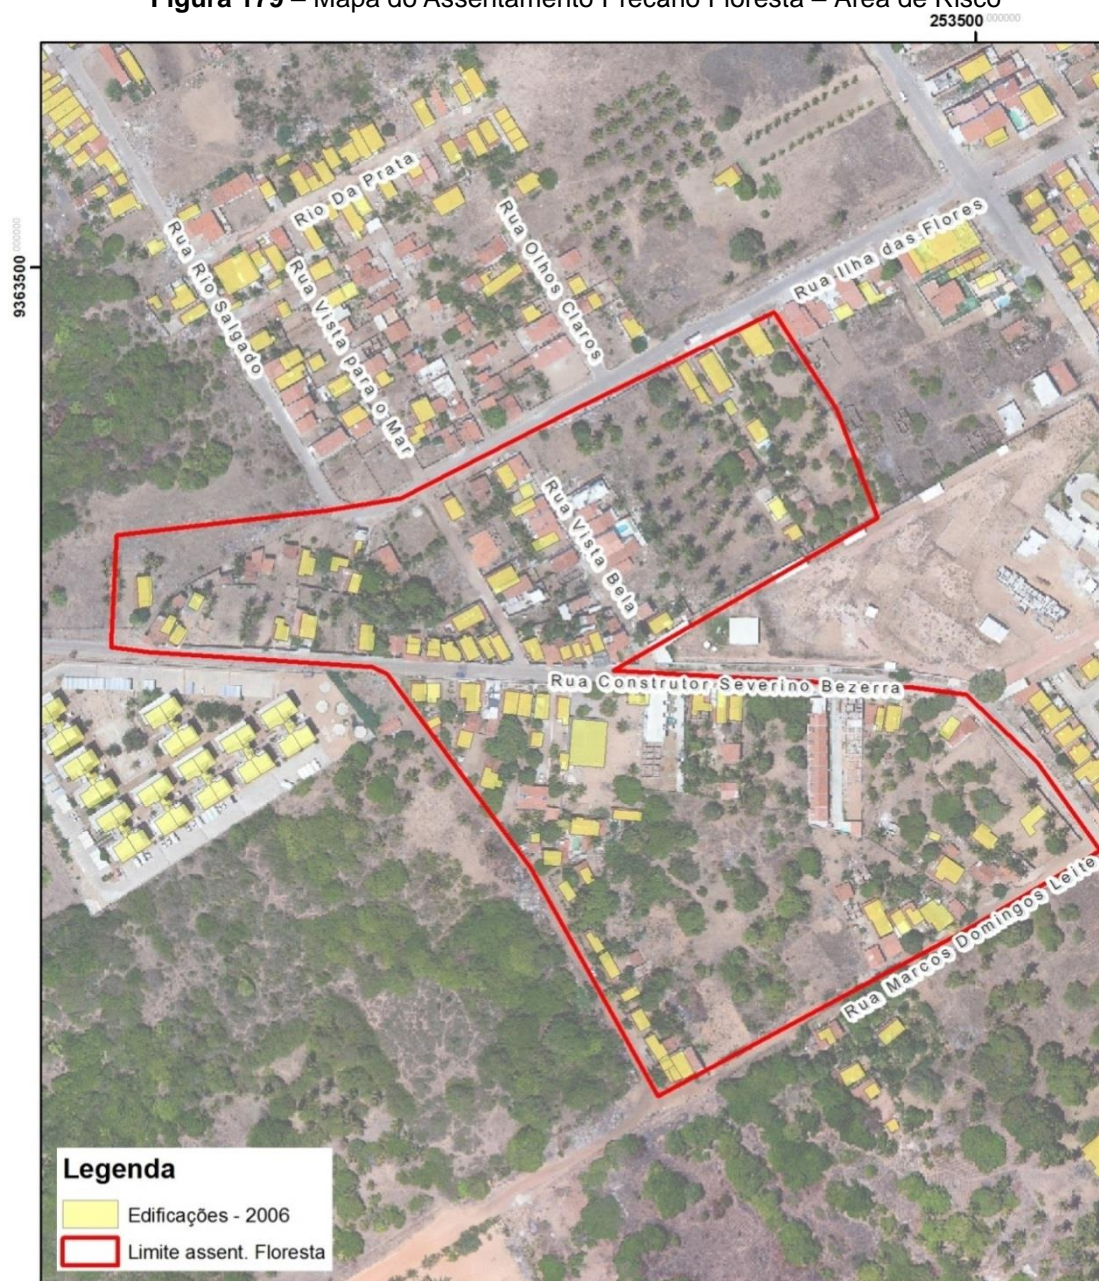 Figura 179 – Mapa do Assentamento Precário Floresta – Área de Risco
253500 000000
9363500 000000
Rio Da Prata
Rua Rio Salgado
Rua Vista para o Mar
Rua Olhos Claros
Rua Ilha das Flores
Rua Vista Bela
Rua Construtor Severino Bezerra
Rua Marcos Domingos Leite
Legenda
Edificações - 2006
Limite assent. Floresta